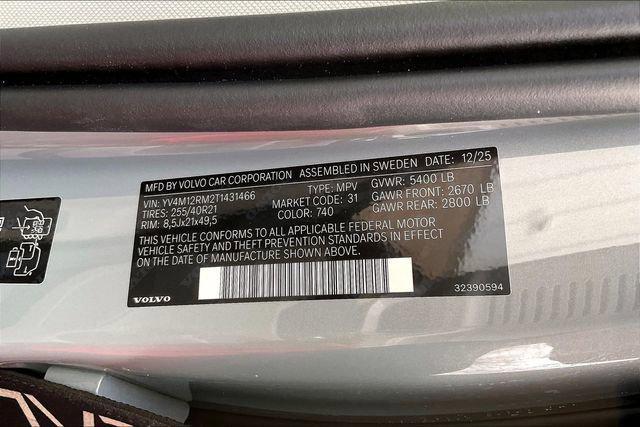 MFD BY VOLVO CAR CORPORATION ASSEMBLED IN SWEDEN DATE: 12/25
VIN: YV4M12RM2T1431466 TYPE: MPV GVWR: 5400 LB
TIRES: 255/40R21 MARKET CODE: 31 GAWR FRONT: 2670 LB
RIM: 8,5Jx21x49,5 COLOR: 740 GAWR REAR: 2800 LB
THIS VEHICLE CONFORMS TO ALL APPLICABLE FEDERAL MOTOR
VEHICLE SAFETY AND THEFT PREVENTION STANDARDS IN EFFECT
ON THE DATE OF MANUFACTURE SHOWN ABOVE.
VOLVO 32390594